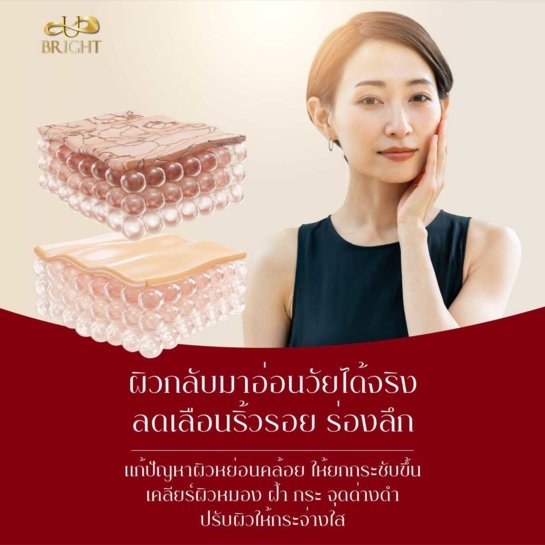 BRIGHT
ผิวกลับมาอ่อนวัยได้จริง
ลดเลือนริ้วรอย ร่องลึก
แก้ปัญหาผิวหย่อนคล้อย ให้ยกกระชับขึ้น
เคลียร์ผิวหมอง ฝ้า กระ จุดด่างดำ
ปรับผิวให้กระจ่างใส